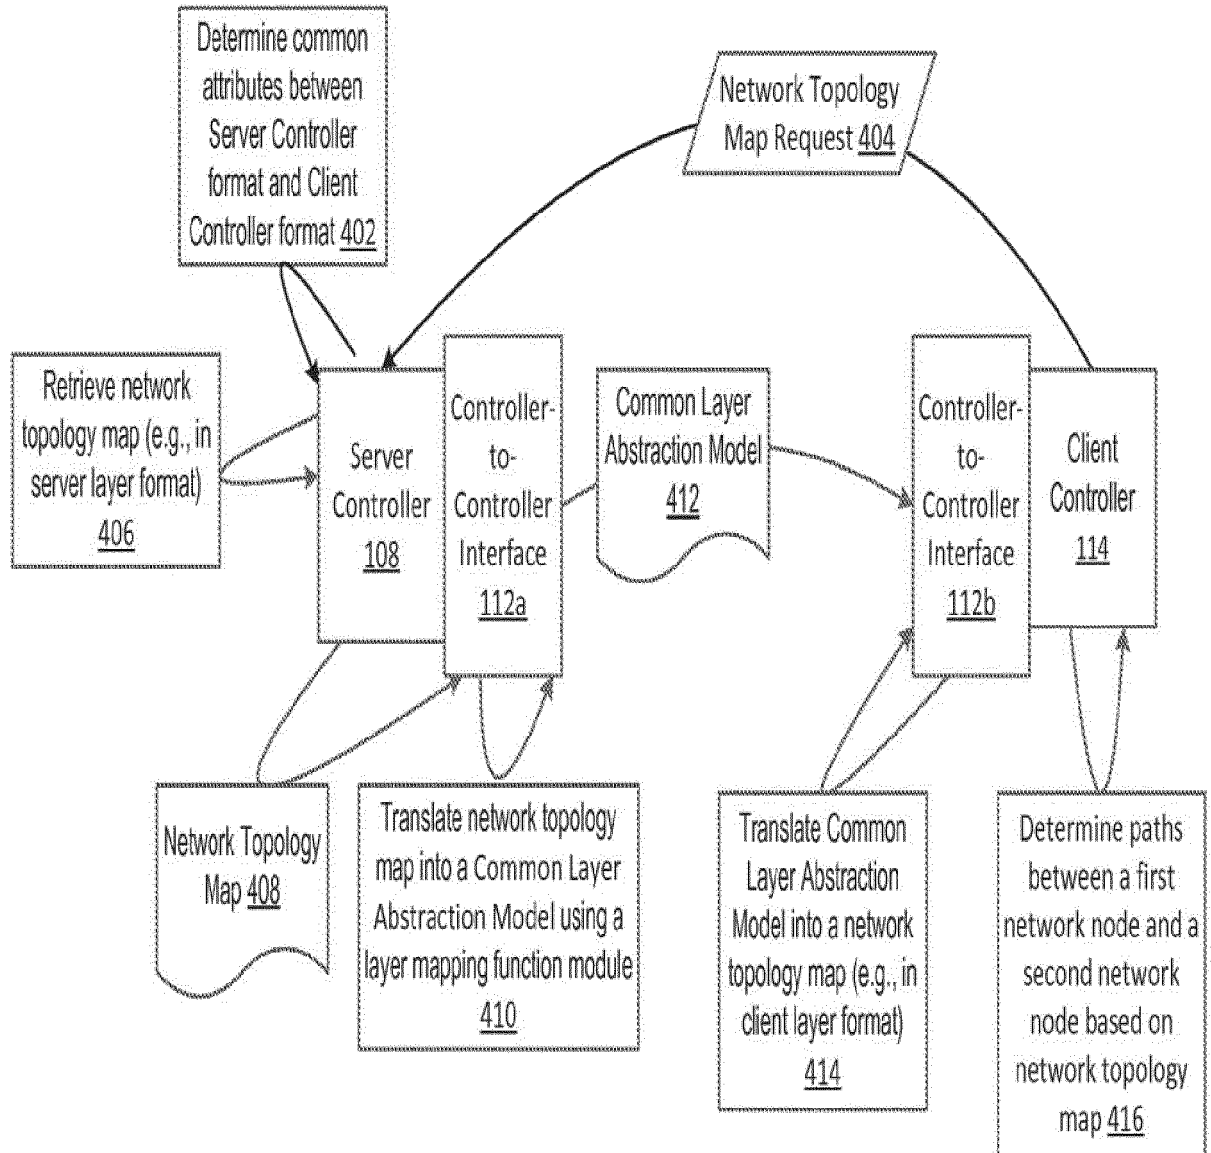 Determine common
attributes between
Server Controller
format and Client
Controller format 402
Network Topology
Map Request 404
Retrieve network
topology map (e.g., in
server layer format)
406
Server
Controller
108
Controller-
to-
Controller
Interface
112a
Common Layer
Abstraction Model
412
Controller-
to-
Controller
Interface
112b
Client
Controller
114
Network Topology
Map 408
Translate network topology
map into a Common Layer
Abstraction Model using a
layer mapping function module
410
Translate Common
Layer Abstraction
Model into a network
topology map (e.g., in
client layer format)
414
Determine paths
between a first
network node and a
second network
node based on
network topology
map 416